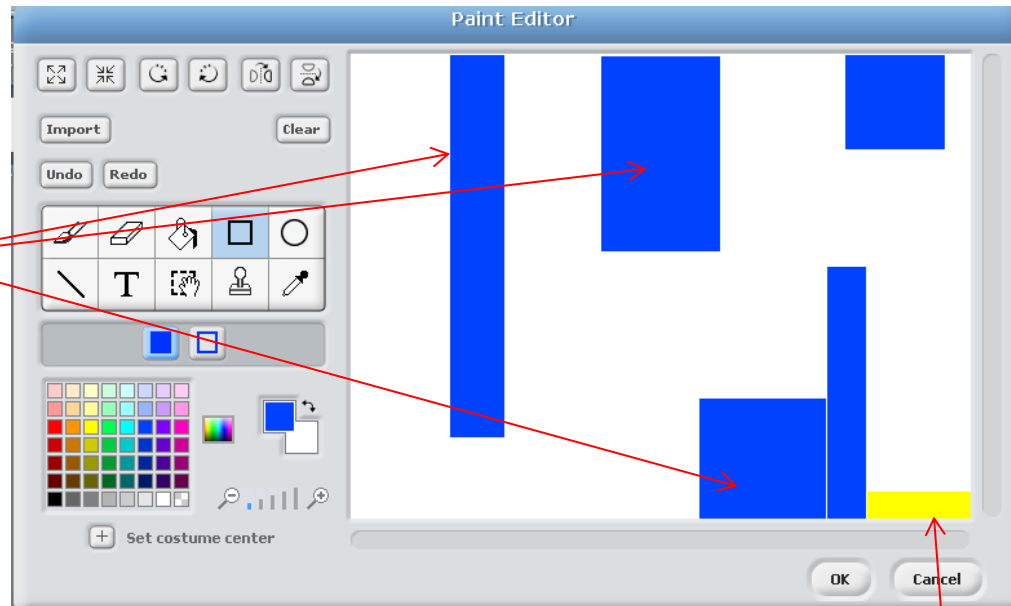 Paint Editor
Import
Clear
Undo
Redo
T
Set costume center
OK
Cancel